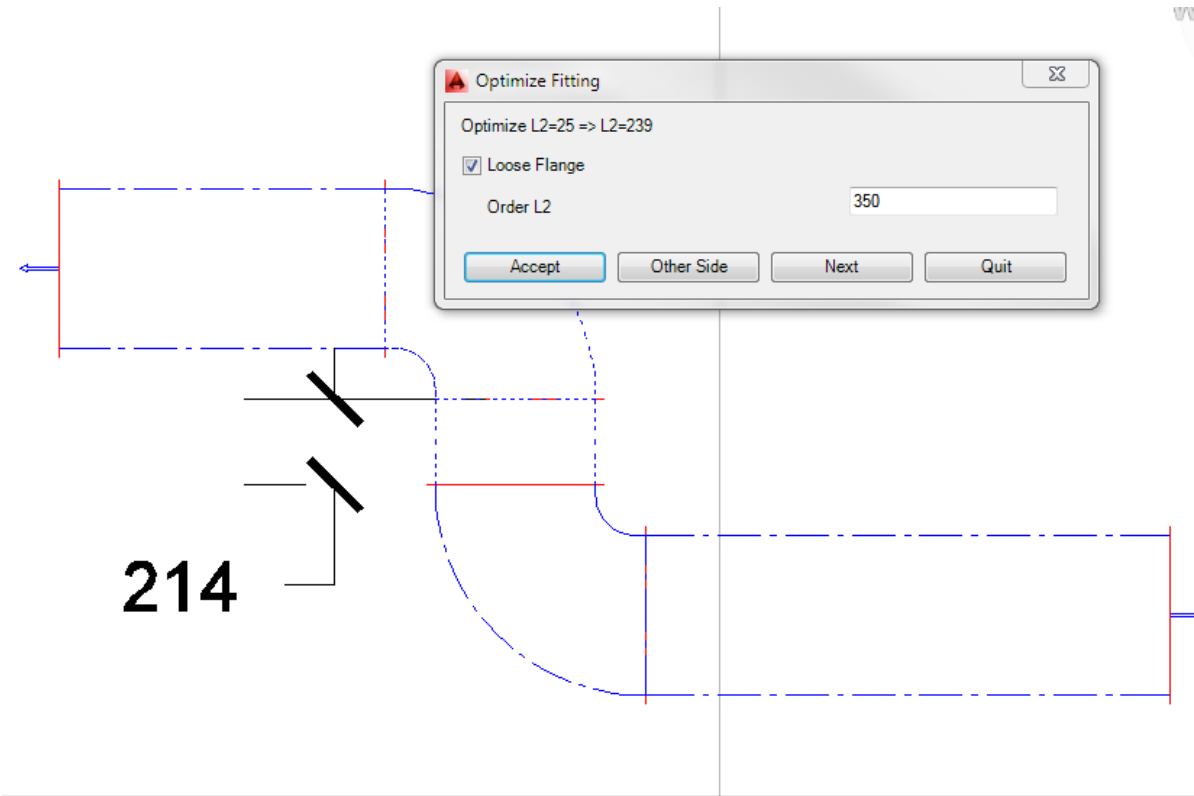 Optimize Fitting
Optimize L2=25 => L2=239
Loose Flange
Order L2 350
Accept Other Side Next Quit
214